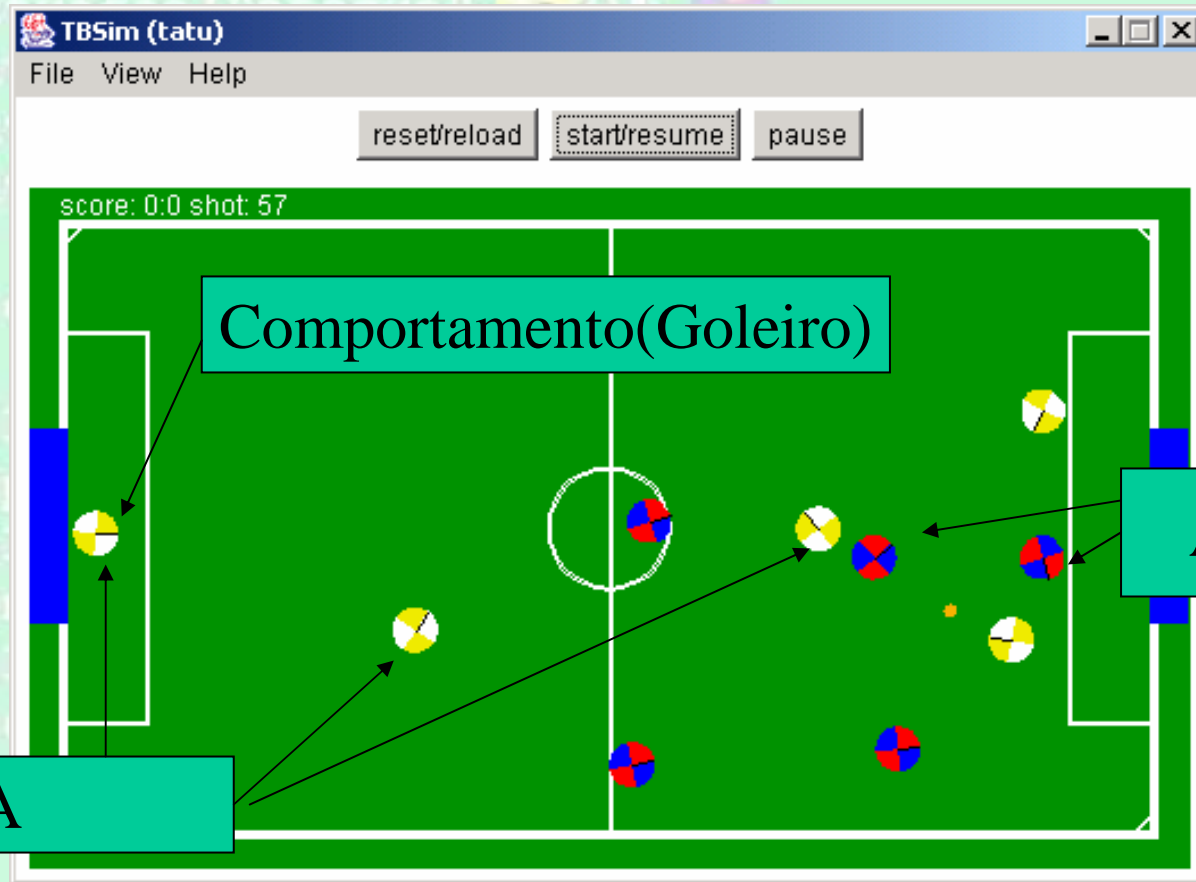 TBSim (tatu)
File View Help
reset/reload start/resume pause
score: 0:0 shot: 57
Comportamento(Goleiro)
A